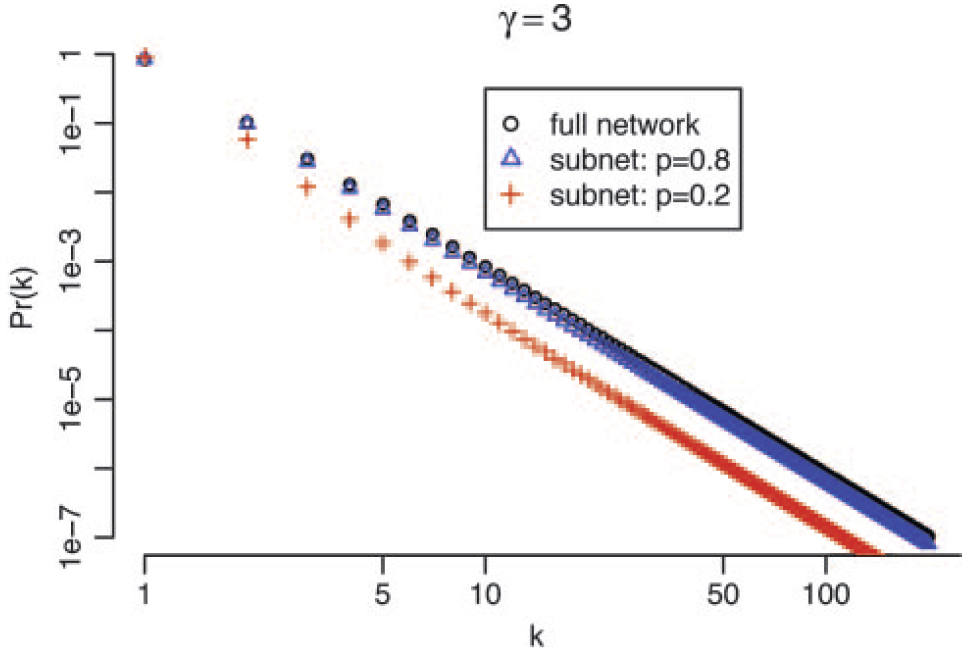 γ = 3
1
1e−1
1e−3
1e−5
1e−7
Pr(k)
full network
subnet: p=0.8
subnet: p=0.2
1 5 10 50 100
k